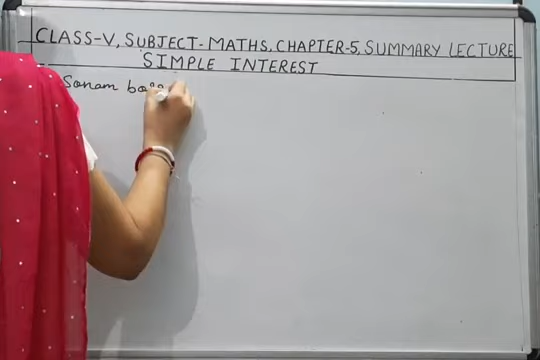 CLASS-V, SUBJECT- MATHS, CHAPTER-5, SUMMARY LECTURE
SIMPLE INTEREST
Sonam